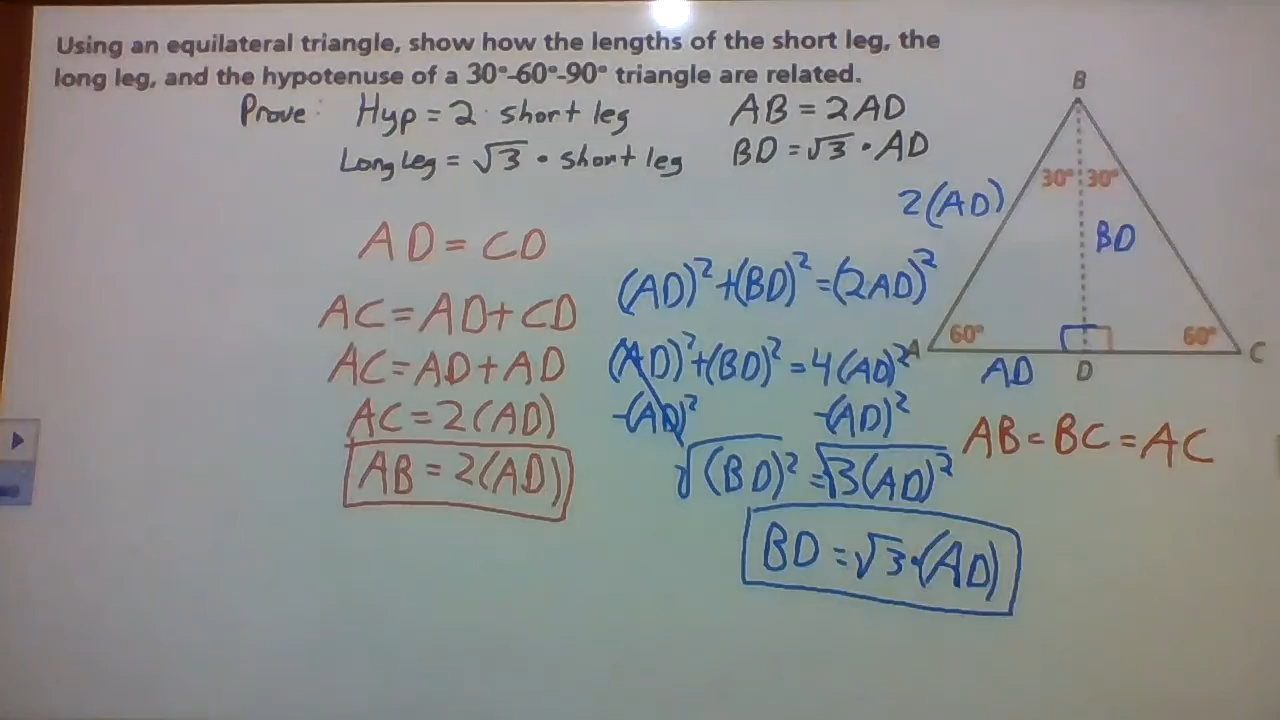 Using an equilateral triangle, show how the lengths of the short leg, the
long leg, and the hypotenuse of a 30°-60°-90° triangle are related.
Prove: Hyp = 2 · short leg
Long Leg = √3 · short leg
AB = 2AD
BD = √3 · AD
AD = CD
AC = AD + CD
AC = AD + AD
AC = 2(AD)
AB = 2(AD)
(AD)² + (BD)² = (2AD)²
(AD)² + (BD)² = 4(AD)²
-(AD)² -(AD)²
√(BD)² = √3(AD)²
BD = √3 · (AD)
B
30° 30°
2(AD)
BD
60° 60°
A
C
AD
D
AB = BC = AC